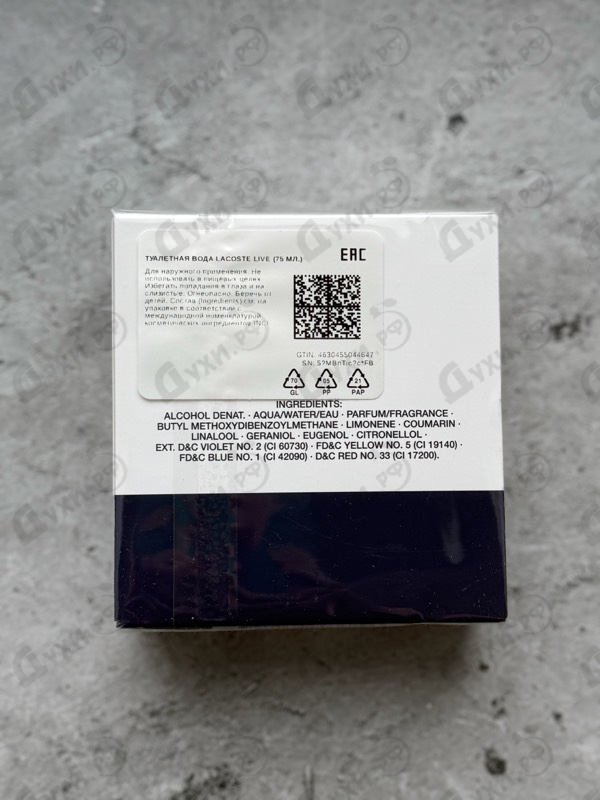 ТУАЛЕТНАЯ ВОДА LACOSTE LIVE (75 МЛ.)
EAC
Для наружного применения. Не
использовать в пищевых целях.
Избегать попадания в глаза и на
слизистые. Огнеопасно. Беречь от
детей. Состав (Ingredients) см. на
упаковке в соответствии с
международной номенклатурой
косметических ингредиентов INCI
GTIN: 4630455044647
SN:
70
GL
05
PP
21
PAP
INGREDIENTS:
ALCOHOL DENAT. · AQUA/WATER/EAU · PARFUM/FRAGRANCE ·
BUTYL METHOXYDIBENZOYLMETHANE · LIMONENE · COUMARIN ·
LINALOOL · GERANIOL · EUGENOL · CITRONELLOL ·
EXT. D&C VIOLET NO. 2 (CI 60730) · FD&C YELLOW NO. 5 (CI 19140) ·
FD&C BLUE NO. 1 (CI 42090) · D&C RED NO. 33 (CI 17200).
ДУХИ.РФ